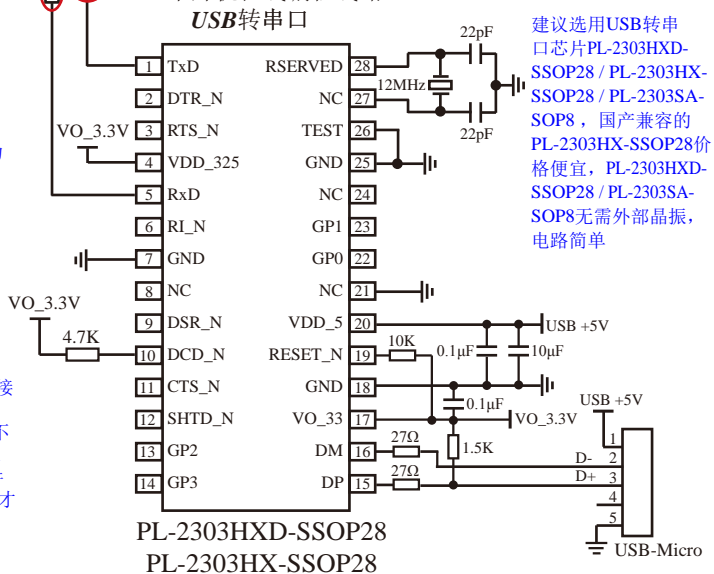 USB转串口
1 TxD
2 DTR_N
3 RTS_N
4 VDD_325
5 RxD
6 RI_N
7 GND
8 NC
9 DSR_N
10 DCD_N
11 CTS_N
12 SHTD_N
13 GP2
14 GP3
RSERVED 28
NC 27
TEST 26
GND 25
NC 24
GP1 23
GP0 22
NC 21
VDD_5 20
RESET_N 19
GND 18
VO_33 17
DM 16
DP 15
VO_3.3V
VO_3.3V
4.7K
22pF
12MHz
22pF
USB +5V
10K
0.1μF
10μF
0.1μF
VO_3.3V
27Ω
1.5K
27Ω
USB +5V
D-
D+
1
2
3
4
5
USB-Micro
PL-2303HXD-SSOP28
PL-2303HX-SSOP28
建议选用USB转串
口芯片PL-2303HXD-
SSOP28 / PL-2303HX-
SSOP28 / PL-2303SA-
SOP8 ，国产兼容的
PL-2303HX-SSOP28价
格便宜，PL-2303HXD-
SSOP28 / PL-2303SA-
SOP8无需外部晶振，
电路简单
接
不
才